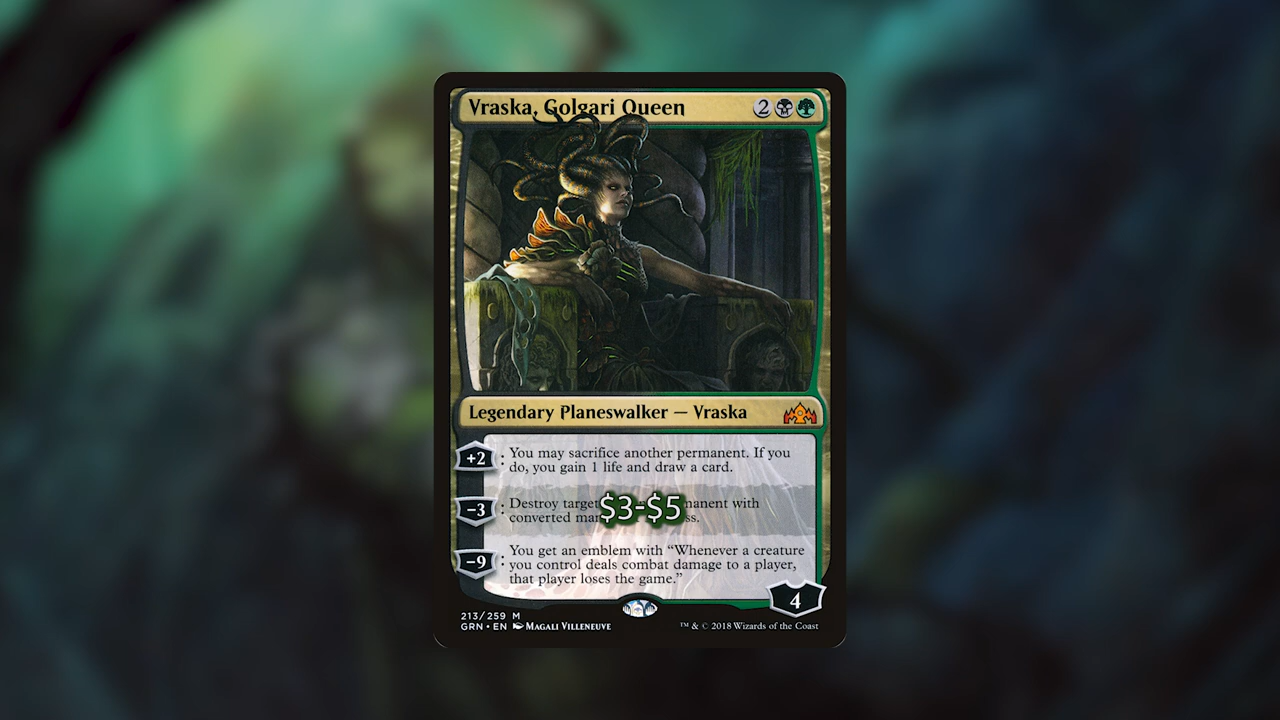 Vraska, Golgari Queen 2
Legendary Planeswalker — Vraska
+2 : You may sacrifice another permanent. If you
do, you gain 1 life and draw a card.
−3 : Destroy target $3-$5 with
converted
−9 : You get an emblem with “Whenever a creature
you control deals combat damage to a player,
that player loses the game.”
4
213/259 M
GRN • EN Magali Villeneuve ™ & © 2018 Wizards of the Coast